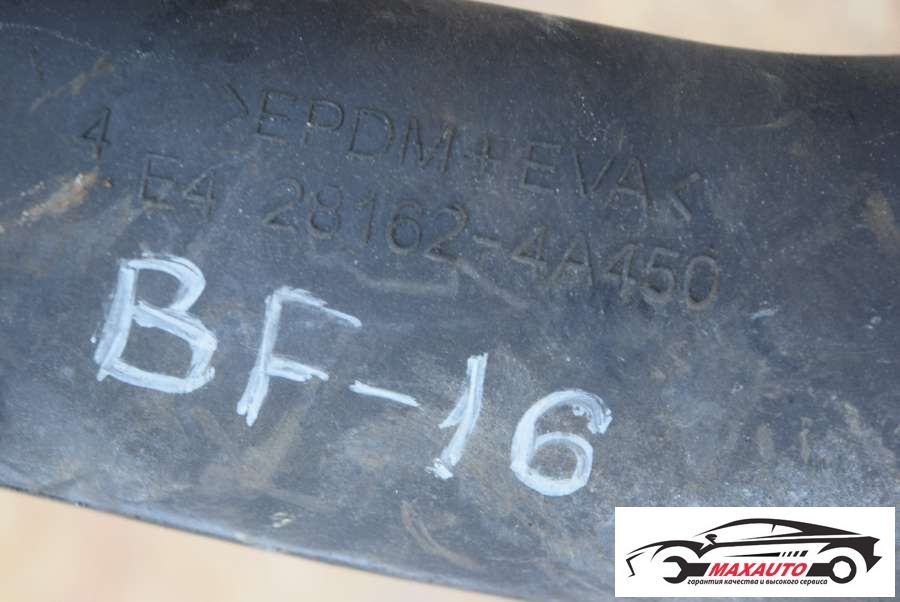 >EPDM+EVA<
4
E4 28162-4A450
BF-16
MAXAUTO
гарантия качества и высокого сервиса